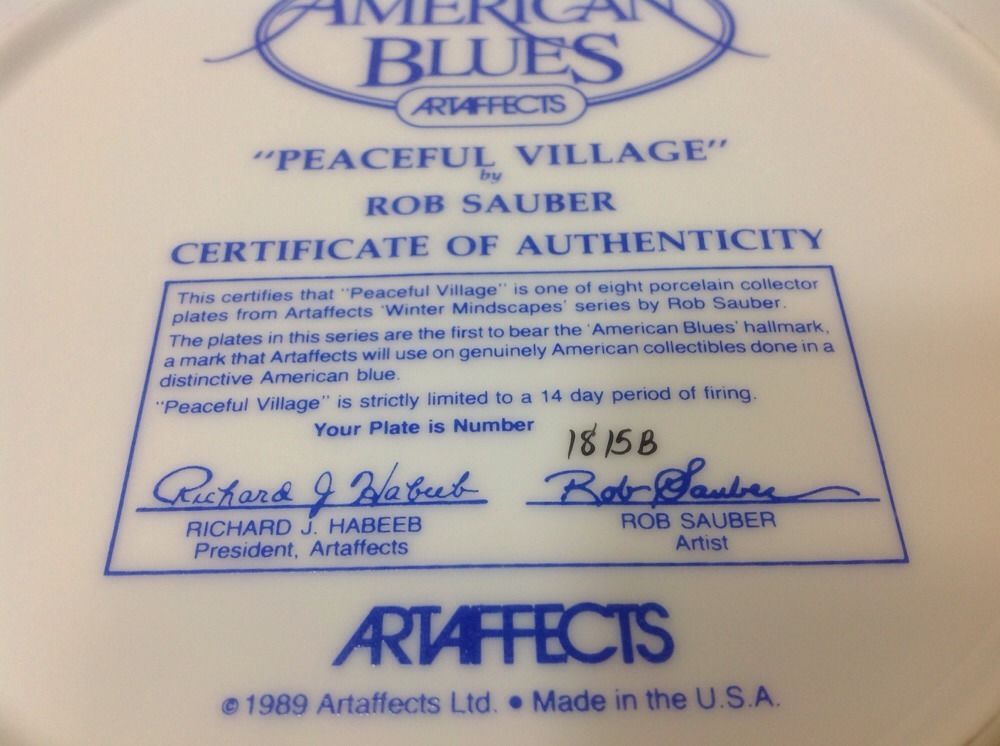 AMERICAN
BLUES
ARTAFFECTS
"PEACEFUL VILLAGE"
by
ROB SAUBER
CERTIFICATE OF AUTHENTICITY
This certifies that "Peaceful Village" is one of eight porcelain collector
plates from Artaffects 'Winter Mindscapes' series by Rob Sauber.
The plates in this series are the first to bear the 'American Blues' hallmark,
a mark that Artaffects will use on genuinely American collectibles done in a
distinctive American blue.
"Peaceful Village" is strictly limited to a 14 day period of firing.
Your Plate is Number 1815B
Richard J Habeeb Rob Sauber
RICHARD J. HABEEB ROB SAUBER
President, Artaffects Artist
ARTAFFECTS
© 1989 Artaffects Ltd. • Made in the U.S.A.